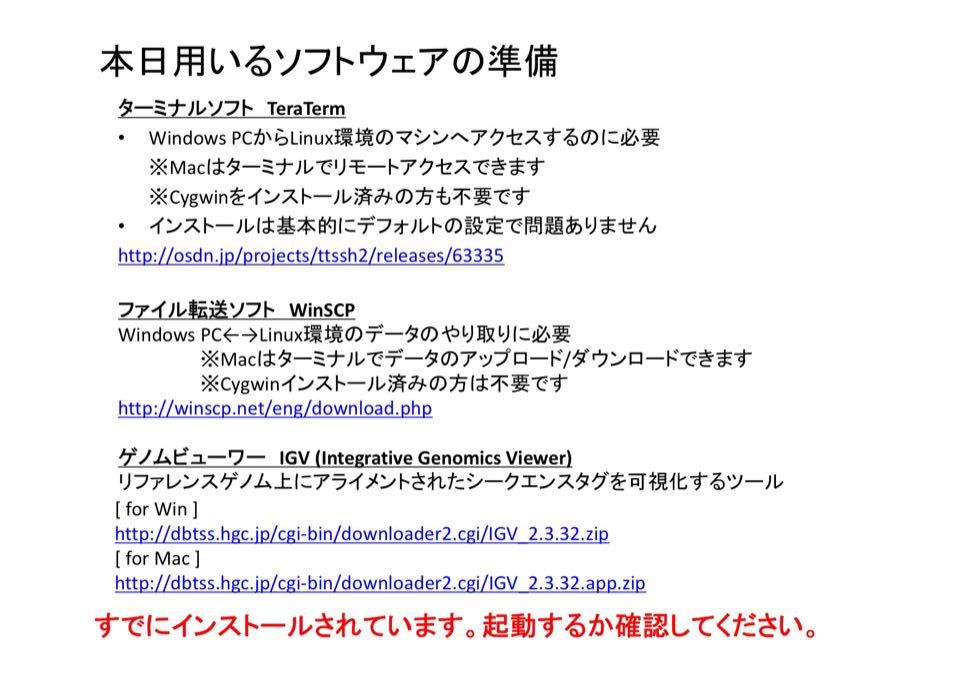 本日用いるソフトウェアの準備
ターミナルソフト TeraTerm
• Windows PCからLinux環境のマシンへアクセスするのに必要
※Macはターミナルでリモートアクセスできます
※Cygwinをインストール済みの方も不要です
• インストールは基本的にデフォルトの設定で問題ありません
http://osdn.jp/projects/ttssh2/releases/63335
ファイル転送ソフト WinSCP
Windows PC←→Linux環境のデータのやり取りに必要
※Macはターミナルでデータのアップロード/ダウンロードできます
※Cygwinインストール済みの方は不要です
http://winscp.net/eng/download.php
ゲノムビューワー IGV (Integrative Genomics Viewer)
リファレンスゲノム上にアライメントされたシークエンスタグを可視化するツール
[ for Win ]
http://dbtss.hgc.jp/cgi-bin/downloader2.cgi/IGV_2.3.32.zip
[ for Mac ]
http://dbtss.hgc.jp/cgi-bin/downloader2.cgi/IGV_2.3.32.app.zip
すでにインストールされています。起動するか確認してください。